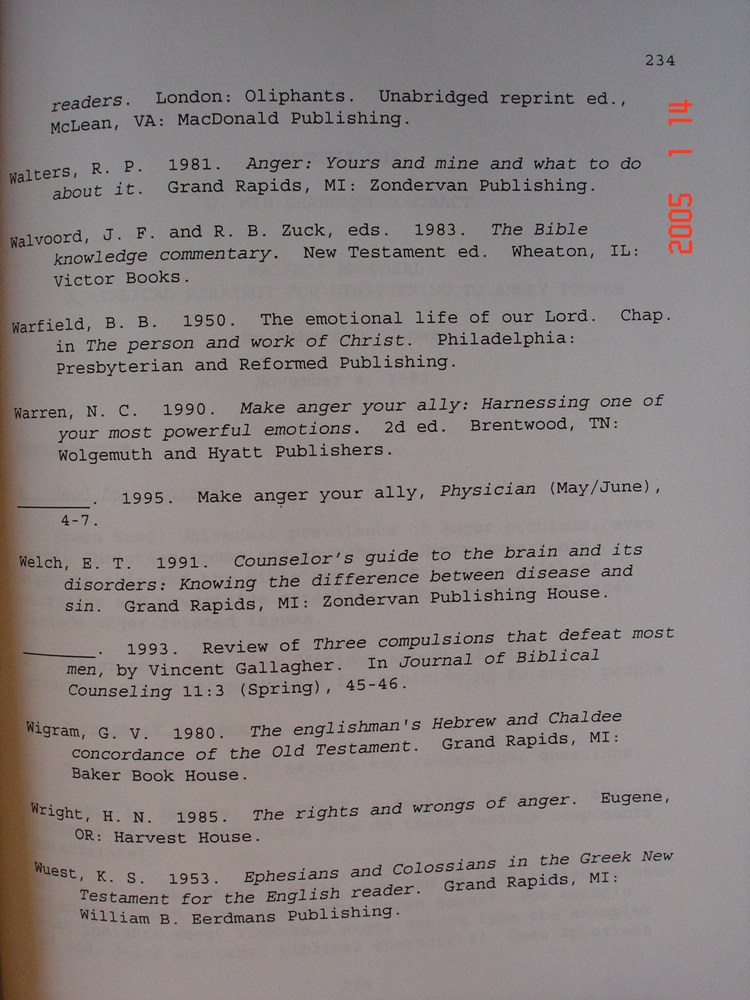 234
readers. London: Oliphants. Unabridged reprint ed.,
McLean, VA: MacDonald Publishing.
Walters, R. P. 1981. Anger: Yours and mine and what to do
about it. Grand Rapids, MI: Zondervan Publishing.
Walvoord, J. F. and R. B. Zuck, eds. 1983. The Bible
knowledge commentary. New Testament ed. Wheaton, IL:
Victor Books.
Warfield, B. B. 1950. The emotional life of our Lord. Chap.
in The person and work of Christ. Philadelphia:
Presbyterian and Reformed Publishing.
Warren, N. C. 1990. Make anger your ally: Harnessing one of
your most powerful emotions. 2d ed. Brentwood, TN:
Wolgemuth and Hyatt Publishers.
______. 1995. Make anger your ally, Physician (May/June),
4-7.
Welch, E. T. 1991. Counselor's guide to the brain and its
disorders: Knowing the difference between disease and
sin. Grand Rapids, MI: Zondervan Publishing House.
______. 1993. Review of Three compulsions that defeat most
men, by Vincent Gallagher. In Journal of Biblical
Counseling 11:3 (Spring), 45-46.
Wigram, G. V. 1980. The englishman's Hebrew and Chaldee
concordance of the Old Testament. Grand Rapids, MI:
Baker Book House.
Wright, H. N. 1985. The rights and wrongs of anger. Eugene,
OR: Harvest House.
Wuest, K. S. 1953. Ephesians and Colossians in the Greek New
Testament for the English reader. Grand Rapids, MI:
William B. Eerdmans Publishing.
2005 1 14